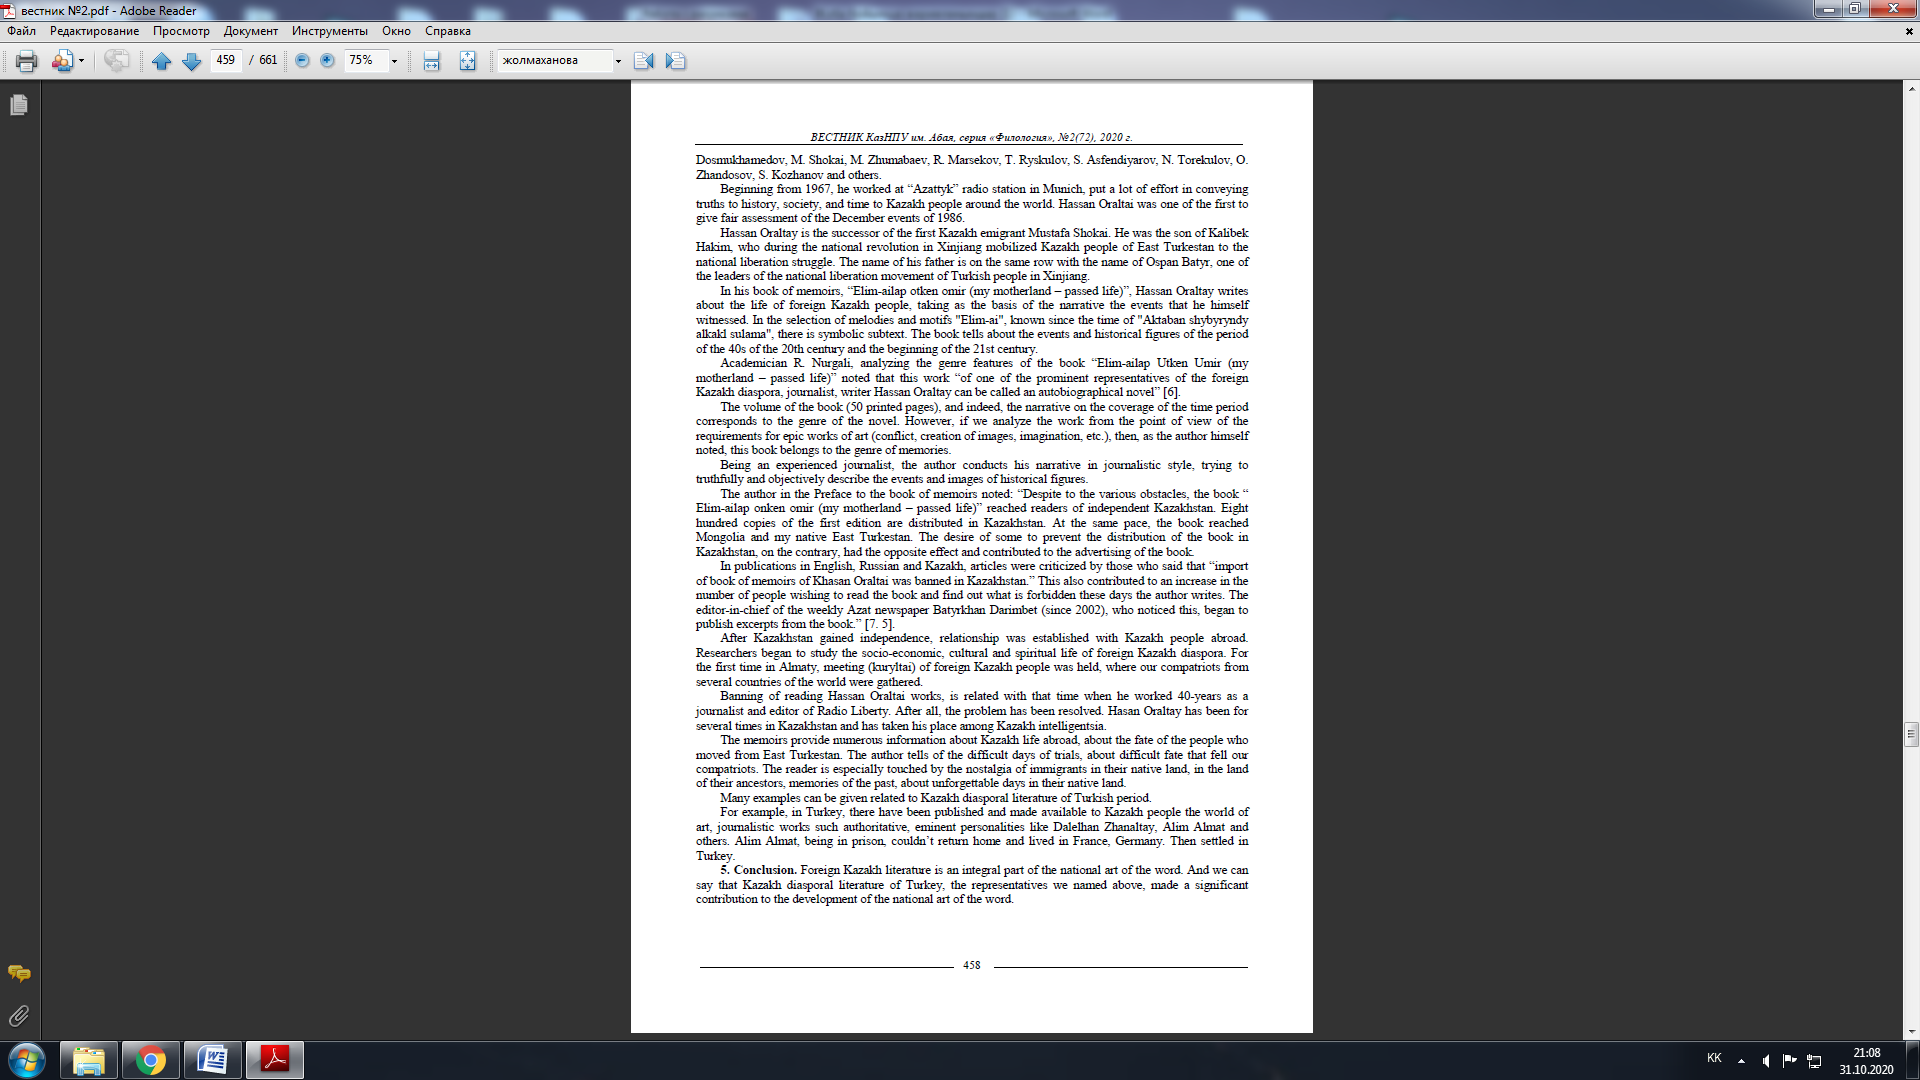 вестник №2.pdf - Adobe Reader
Файл Редактирование Просмотр Документ Инструменты Окно Справка
459 / 661 75% жолмаханова
ВЕСТНИК КазНПУ им. Абая, серия «Филология», №2(72), 2020 г.
Dosmukhamedov, M. Shokai, M. Zhumabaev, R. Marsekov, T. Ryskulov, S. Asfendiyarov, N. Torekulov, O.
Zhandosov, S. Kozhanov and others.
Beginning from 1967, he worked at “Azattyk” radio station in Munich, put a lot of effort in conveying
truths to history, society, and time to Kazakh people around the world. Hassan Oraltai was one of the first to
give fair assessment of the December events of 1986.
Hassan Oraltay is the successor of the first Kazakh emigrant Mustafa Shokai. He was the son of Kalibek
Hakim, who during the national revolution in Xinjiang mobilized Kazakh people of East Turkestan to the
national liberation struggle. The name of his father is on the same row with the name of Ospan Batyr, one of
the leaders of the national liberation movement of Turkish people in Xinjiang.
In his book of memoirs, “Elim-ailap otken omir (my motherland – passed life)”, Hassan Oraltay writes
about the life of foreign Kazakh people, taking as the basis of the narrative the events that he himself
witnessed. In the selection of melodies and motifs "Elim-ai", known since the time of "Aktaban shybyryndy
alkakl sulama", there is symbolic subtext. The book tells about the events and historical figures of the period
of the 40s of the 20th century and the beginning of the 21st century.
Academician R. Nurgali, analyzing the genre features of the book “Elim-ailap Utken Umir (my
motherland – passed life)” noted that this work “of one of the prominent representatives of the foreign
Kazakh diaspora, journalist, writer Hassan Oraltay can be called an autobiographical novel” [6].
The volume of the book (50 printed pages), and indeed, the narrative on the coverage of the time period
corresponds to the genre of the novel. However, if we analyze the work from the point of view of the
requirements for epic works of art (conflict, creation of images, imagination, etc.), then, as the author himself
noted, this book belongs to the genre of memories.
Being an experienced journalist, the author conducts his narrative in journalistic style, trying to
truthfully and objectively describe the events and images of historical figures.
The author in the Preface to the book of memoirs noted: “Despite to the various obstacles, the book “
Elim-ailap onken omir (my motherland – passed life)” reached readers of independent Kazakhstan. Eight
hundred copies of the first edition are distributed in Kazakhstan. At the same pace, the book reached
Mongolia and my native East Turkestan. The desire of some to prevent the distribution of the book in
Kazakhstan, on the contrary, had the opposite effect and contributed to the advertising of the book.
In publications in English, Russian and Kazakh, articles were criticized by those who said that “import
of book of memoirs of Khasan Oraltai was banned in Kazakhstan.” This also contributed to an increase in the
number of people wishing to read the book and find out what is forbidden these days the author writes. The
editor-in-chief of the weekly Azat newspaper Batyrkhan Darimbet (since 2002), who noticed this, began to
publish excerpts from the book.” [7. 5].
After Kazakhstan gained independence, relationship was established with Kazakh people abroad.
Researchers began to study the socio-economic, cultural and spiritual life of foreign Kazakh diaspora. For
the first time in Almaty, meeting (kuryltai) of foreign Kazakh people was held, where our compatriots from
several countries of the world were gathered.
Banning of reading Hassan Oraltai works, is related with that time when he worked 40-years as a
journalist and editor of Radio Liberty. After all, the problem has been resolved. Hasan Oraltay has been for
several times in Kazakhstan and has taken his place among Kazakh intelligentsia.
The memoirs provide numerous information about Kazakh life abroad, about the fate of the people who
moved from East Turkestan. The author tells of the difficult days of trials, about difficult fate that fell our
compatriots. The reader is especially touched by the nostalgia of immigrants in their native land, in the land
of their ancestors, memories of the past, about unforgettable days in their native land.
Many examples can be given related to Kazakh diasporal literature of Turkish period.
For example, in Turkey, there have been published and made available to Kazakh people the world of
art, journalistic works such authoritative, eminent personalities like Dalelhan Zhanaltay, Alim Almat and
others. Alim Almat, being in prison, couldn’t return home and lived in France, Germany. Then settled in
Turkey.
5. Conclusion. Foreign Kazakh literature is an integral part of the national art of the word. And we can
say that Kazakh diasporal literature of Turkey, the representatives we named above, made a significant
contribution to the development of the national art of the word.
458
KK
21:08
31.10.2020